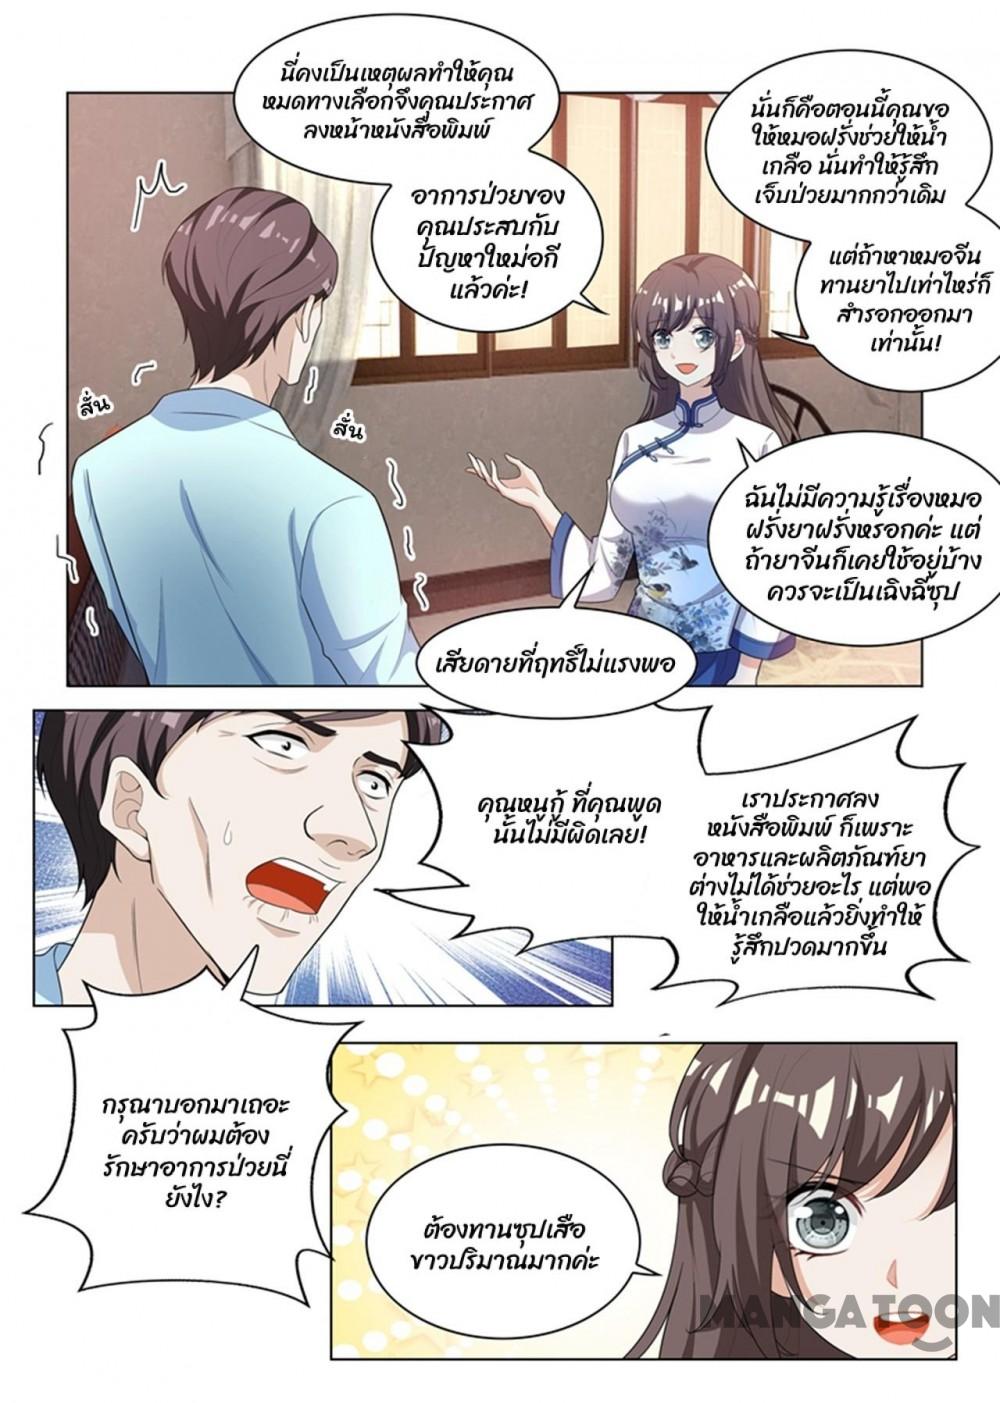 นี่คงเป็นเหตุผลทำให้คุณ
หมดทางเลือกจึงคุณประกาศ
ลงหน้าหนังสือพิมพ์
อาการป่วยของ
คุณประสบกับ
ปัญหาใหม่อกี
แล้วค่ะ!
นั่นก็คือตอนนี้คุณขอ
ให้หมอฝรั่งช่วยให้น้ำ
เกลือ นั่นทำให้รู้สึก
เจ็บป่วยมากกว่าเดิม
แต่ถ้าหาหมอจีน
ทานยาไปเท่าไหร่ก็
สำรอกออกมา
เท่านั้น!
สั่น
สั่น
ฉันไม่มีความรู้เรื่องหมอ
ฝรั่งยาฝรั่งหรอกค่ะ แต่
ถ้ายาจีนก็เคยใช้อยู่บ้าง
ควรจะเป็นเฉิงฉี่ซุป
เสียดายที่ฤทธิ์ไม่แรงพอ
คุณหนูกู้ ที่คุณพูด
นั้นไม่มีผิดเลย!
เราประกาศลง
หนังสือพิมพ์ ก็เพราะ
อาหารและผลิตภัณฑ์ยา
ต่างไม่ได้ช่วยอะไร แต่พอ
ให้น้ำเกลือแล้วยิ่งทำให้
รู้สึกปวดมากขึ้น
กรุณาบอกมาเถอะ
ครับว่าผมต้อง
รักษาอาการป่วยนี่
ยังไง?
ต้องทานซุปเสือ
ขาวปริมาณมากค่ะ
MANGATOON